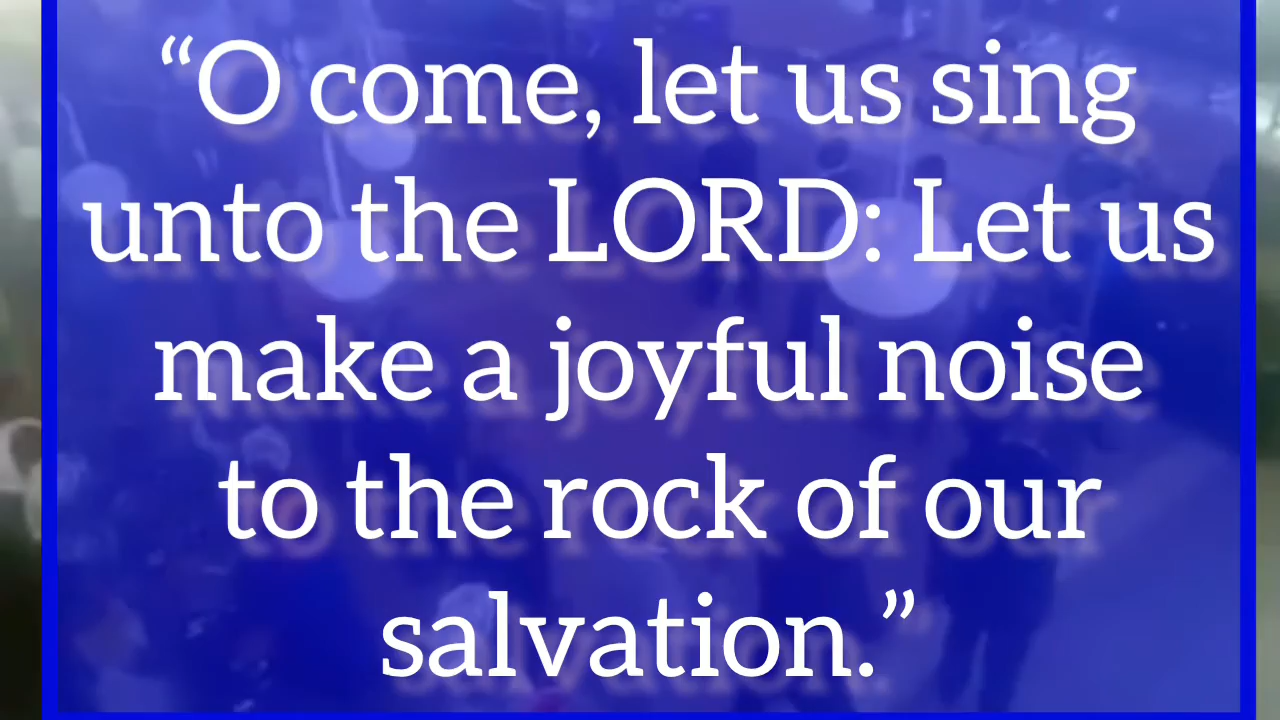 “O come, let us sing
unto the LORD: Let us
make a joyful noise
to the rock of our
salvation.”